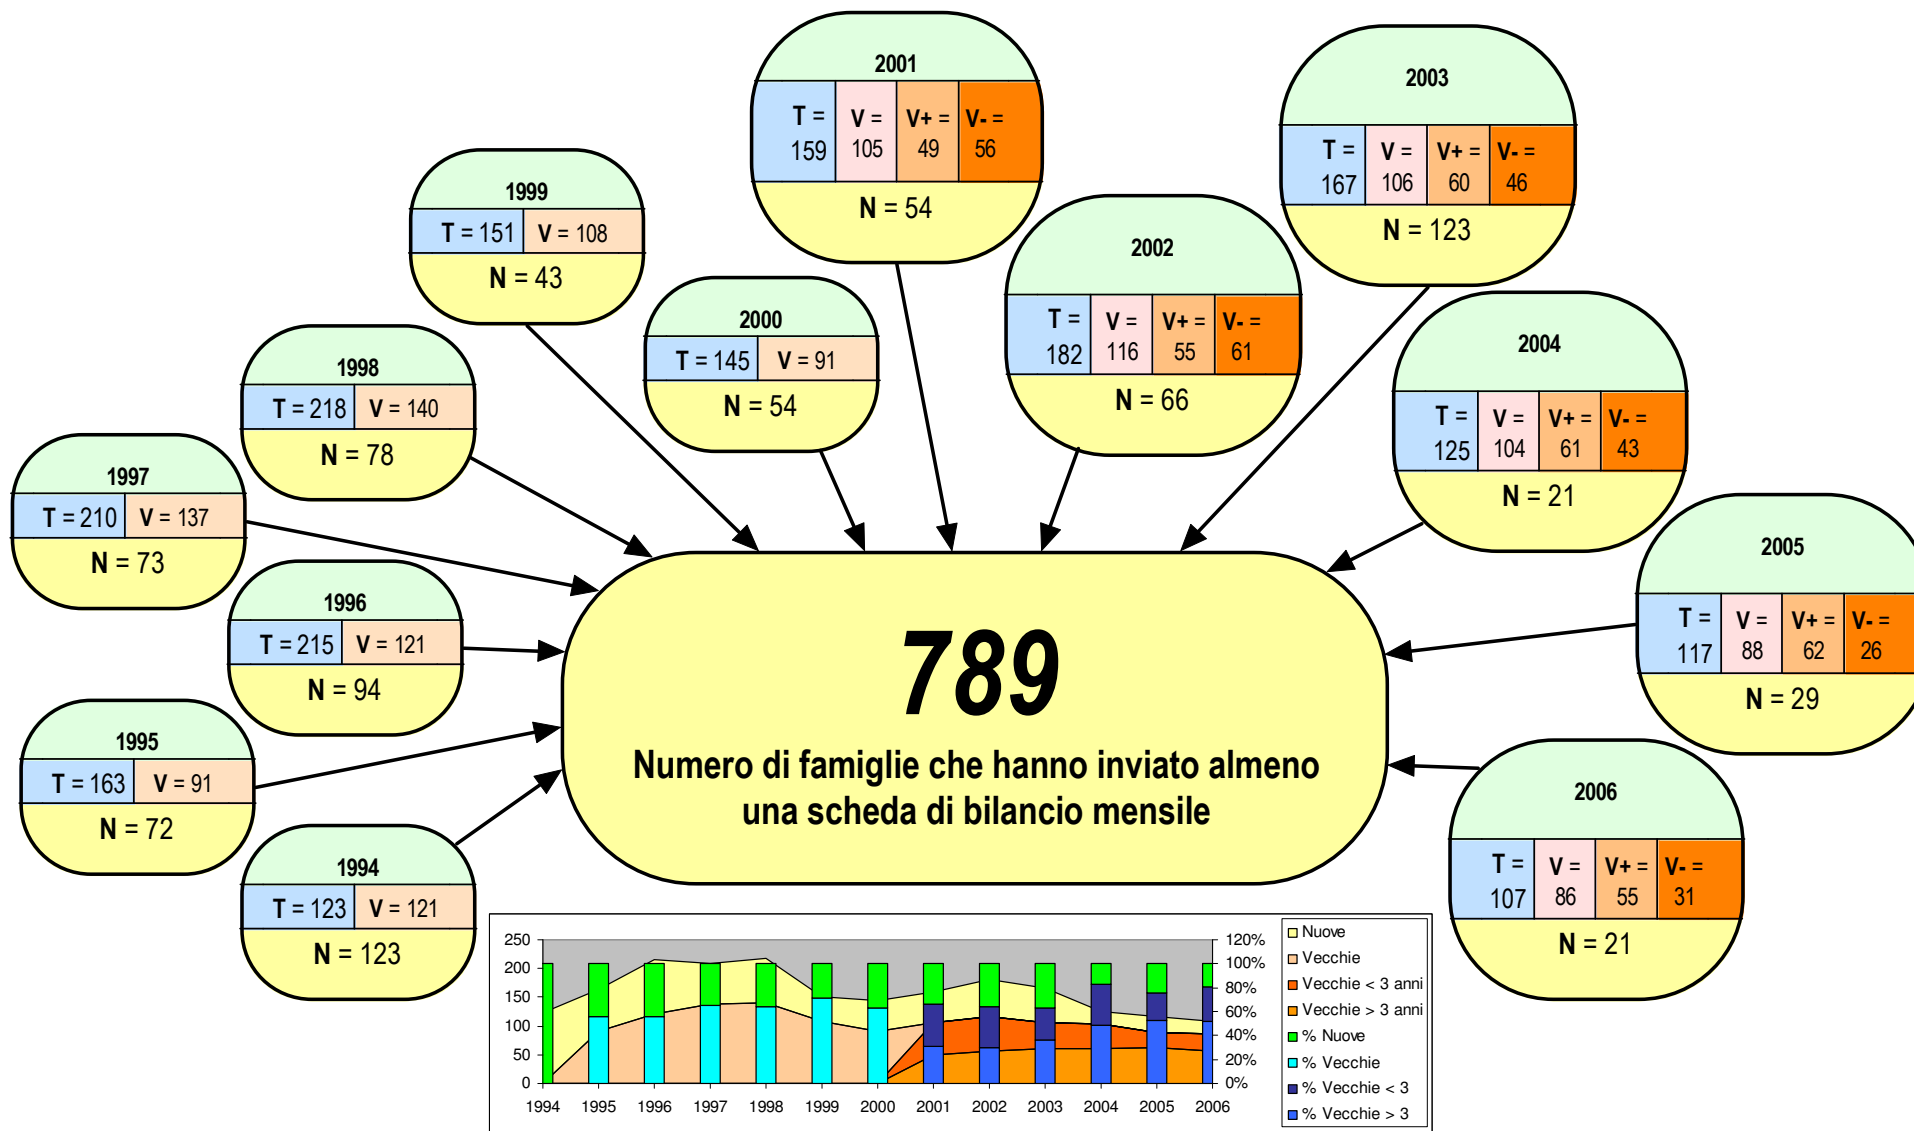 2001
T = 159
V = 105
V+ = 49
V- = 56
N = 54
2003
T = 167
V = 106
V+ = 60
V- = 46
N = 123
1999
T = 151
V = 108
N = 43
2002
T = 182
V = 116
V+ = 55
V- = 61
N = 66
2000
T = 145
V = 91
N = 54
2004
T = 125
V = 104
V+ = 61
V- = 43
N = 21
1998
T = 218
V = 140
N = 78
1997
T = 210
V = 137
N = 73
2005
T = 117
V = 88
V+ = 62
V- = 26
N = 29
1996
T = 215
V = 121
N = 94
789
Numero di famiglie che hanno inviato almeno
una scheda di bilancio mensile
1995
T = 163
V = 91
N = 72
2006
T = 107
V = 86
V+ = 55
V- = 31
N = 21
1994
T = 123
V = 121
N = 123
250
200
150
100
50
0
120%
100%
80%
60%
40%
20%
0%
1994 1995 1996 1997 1998 1999 2000 2001 2002 2003 2004 2005 2006
Nuove
Vecchie
Vecchie < 3 anni
Vecchie > 3 anni
% Nuove
% Vecchie
% Vecchie < 3
% Vecchie > 3